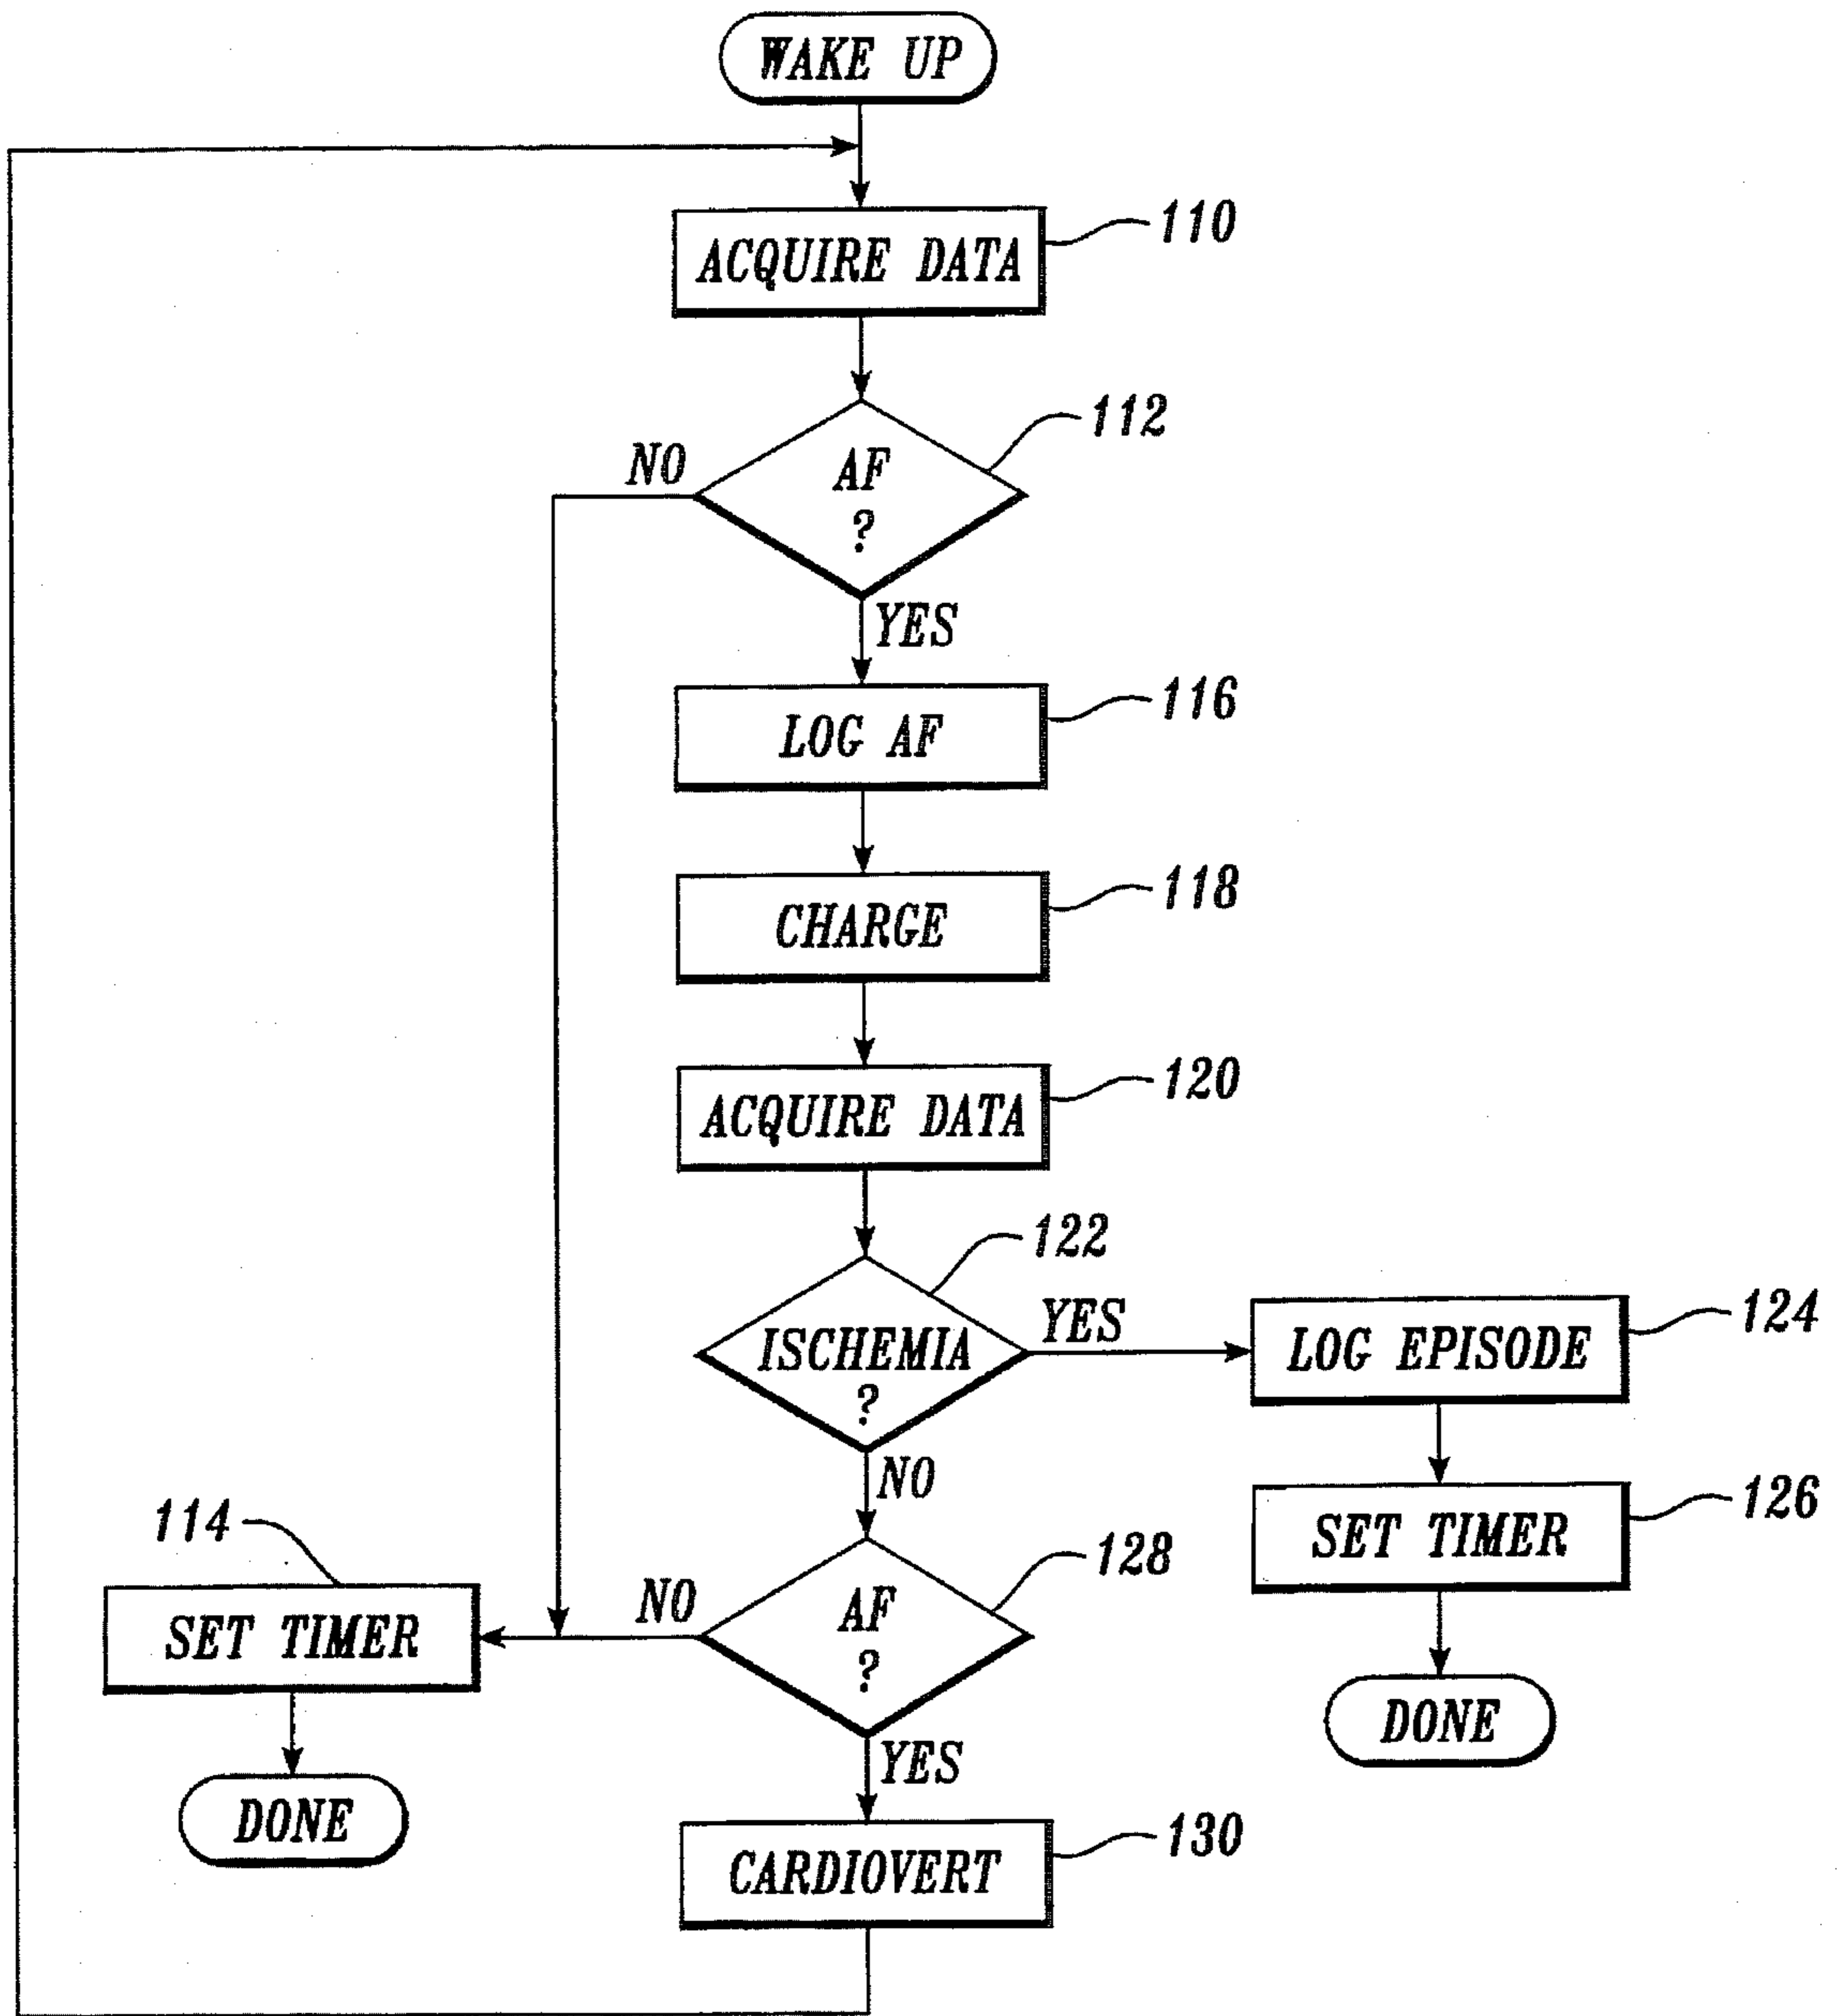 WAKE UP
ACQUIRE DATA
110
AF
?
112
NO
YES
LOG AF
116
CHARGE
118
ACQUIRE DATA
120
ISCHEMIA
?
122
YES
LOG EPISODE
124
NO
SET TIMER
126
DONE
AF
?
128
NO
SET TIMER
114
DONE
YES
CARDIOVERT
130